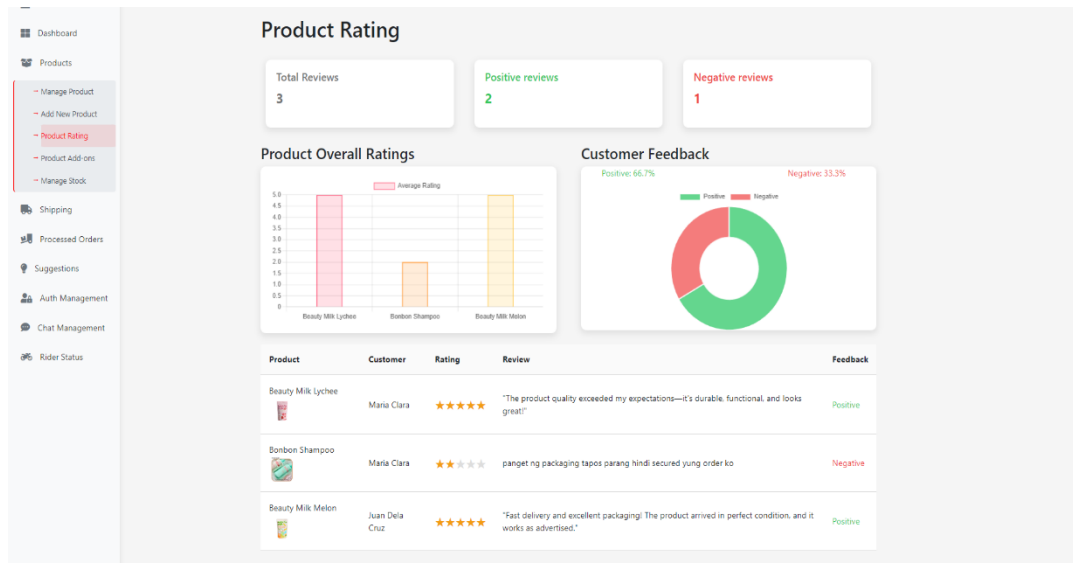 Dashboard
Products
Manage Product
Add New Product
Product Rating
Product Add-ons
Manage Stock
Shipping
Processed Orders
Suggestions
Auth Management
Chat Management
Rider Status
Product Rating
Total Reviews
3
Positive reviews
2
Negative reviews
1
Product Overall Ratings
Average Rating
5.0
4.5
4.0
3.5
3.0
2.5
2.0
1.5
1.0
0.5
0
Beauty Milk Lychee
Bonbon Shampoo
Beauty Milk Melon
Customer Feedback
Positive: 66.7%
Negative: 33.3%
Positive
Negative
Product Customer Rating Review Feedback
Beauty Milk Lychee
Maria Clara
"The product quality exceeded my expectations—it's durable, functional, and looks
great!"
Positive
Bonbon Shampoo
Maria Clara
panget ng packaging tapos parang hindi secured yung order ko
Negative
Beauty Milk Melon
Juan Dela
Cruz
"Fast delivery and excellent packaging! The product arrived in perfect condition, and it
works as advertised."
Positive